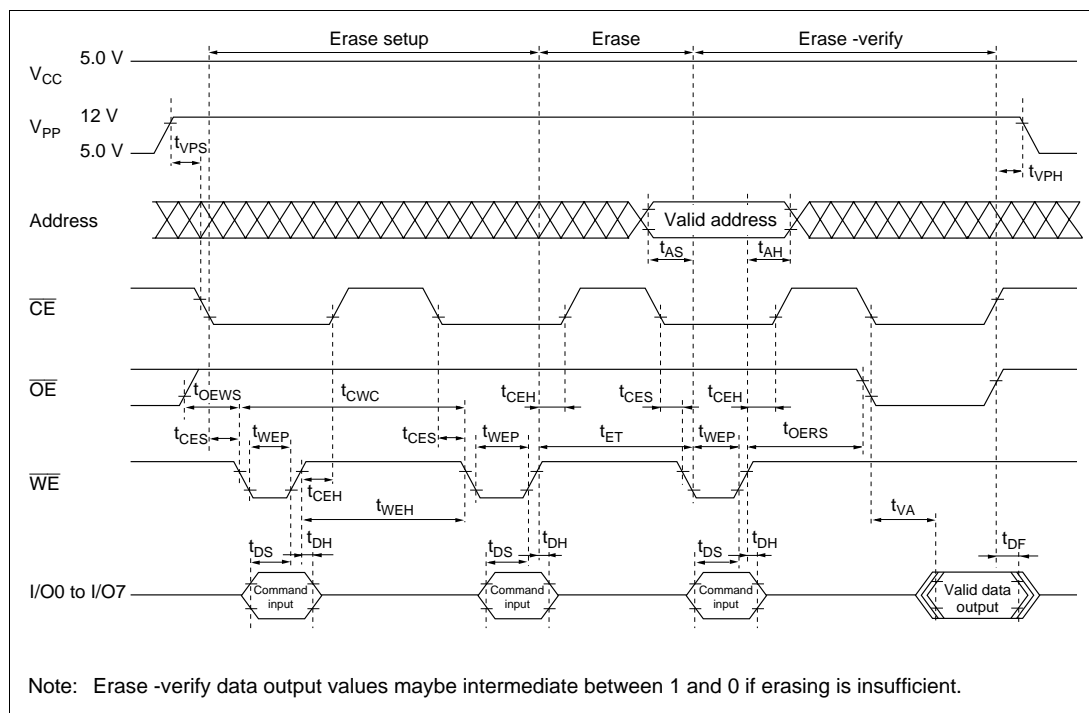 Erase setup Erase Erase -verify
5.0 V
VCC
12 V
VPP
5.0 V
tVPS
tVPH
Address
Valid address
tAS tAH
CE
OE
tOEWS tCWC tCEH tCES tCEH
tCES tWEP tCES tWEP tET tWEP tOERS
WE
tCEH
tWEH
tVA
tDS tDH tDS tDH tDS tDH tDF
I/O0 to I/O7
Command input
Command input
Command input
Valid data output
Note: Erase -verify data output values maybe intermediate between 1 and 0 if erasing is insufficient.